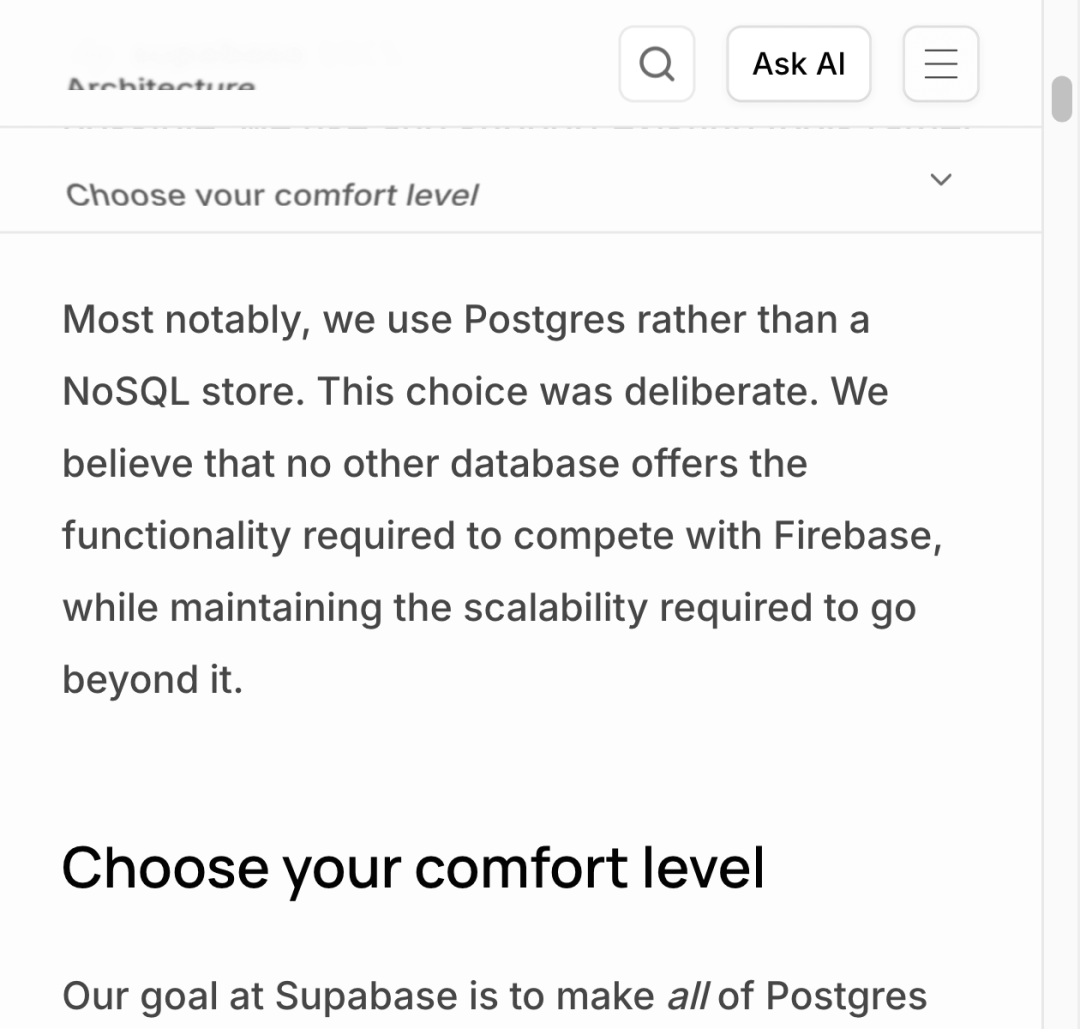 Architecture
Ask AI
Choose your comfort level
Most notably, we use Postgres rather than a
NoSQL store. This choice was deliberate. We
believe that no other database offers the
functionality required to compete with Firebase,
while maintaining the scalability required to go
beyond it.
Choose your comfort level
Our goal at Supabase is to make all of Postgres